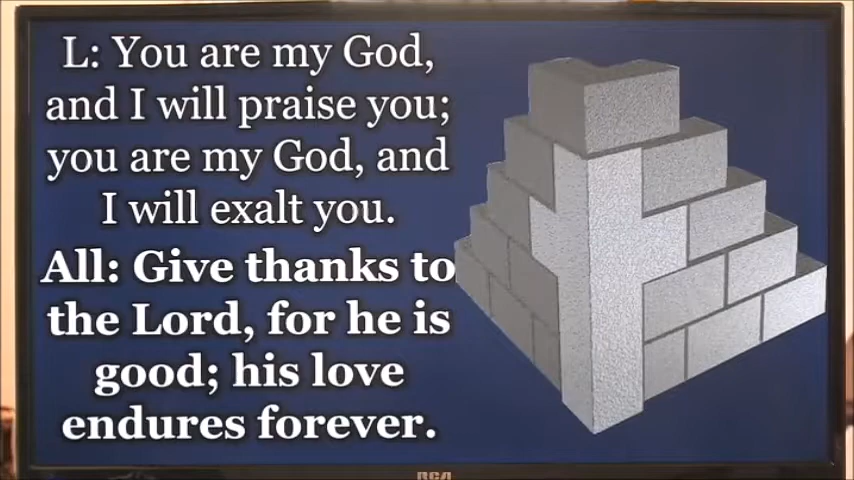 L: You are my God,
and I will praise you;
you are my God, and
I will exalt you.
All: Give thanks to
the Lord, for he is
good; his love
endures forever.
RCA